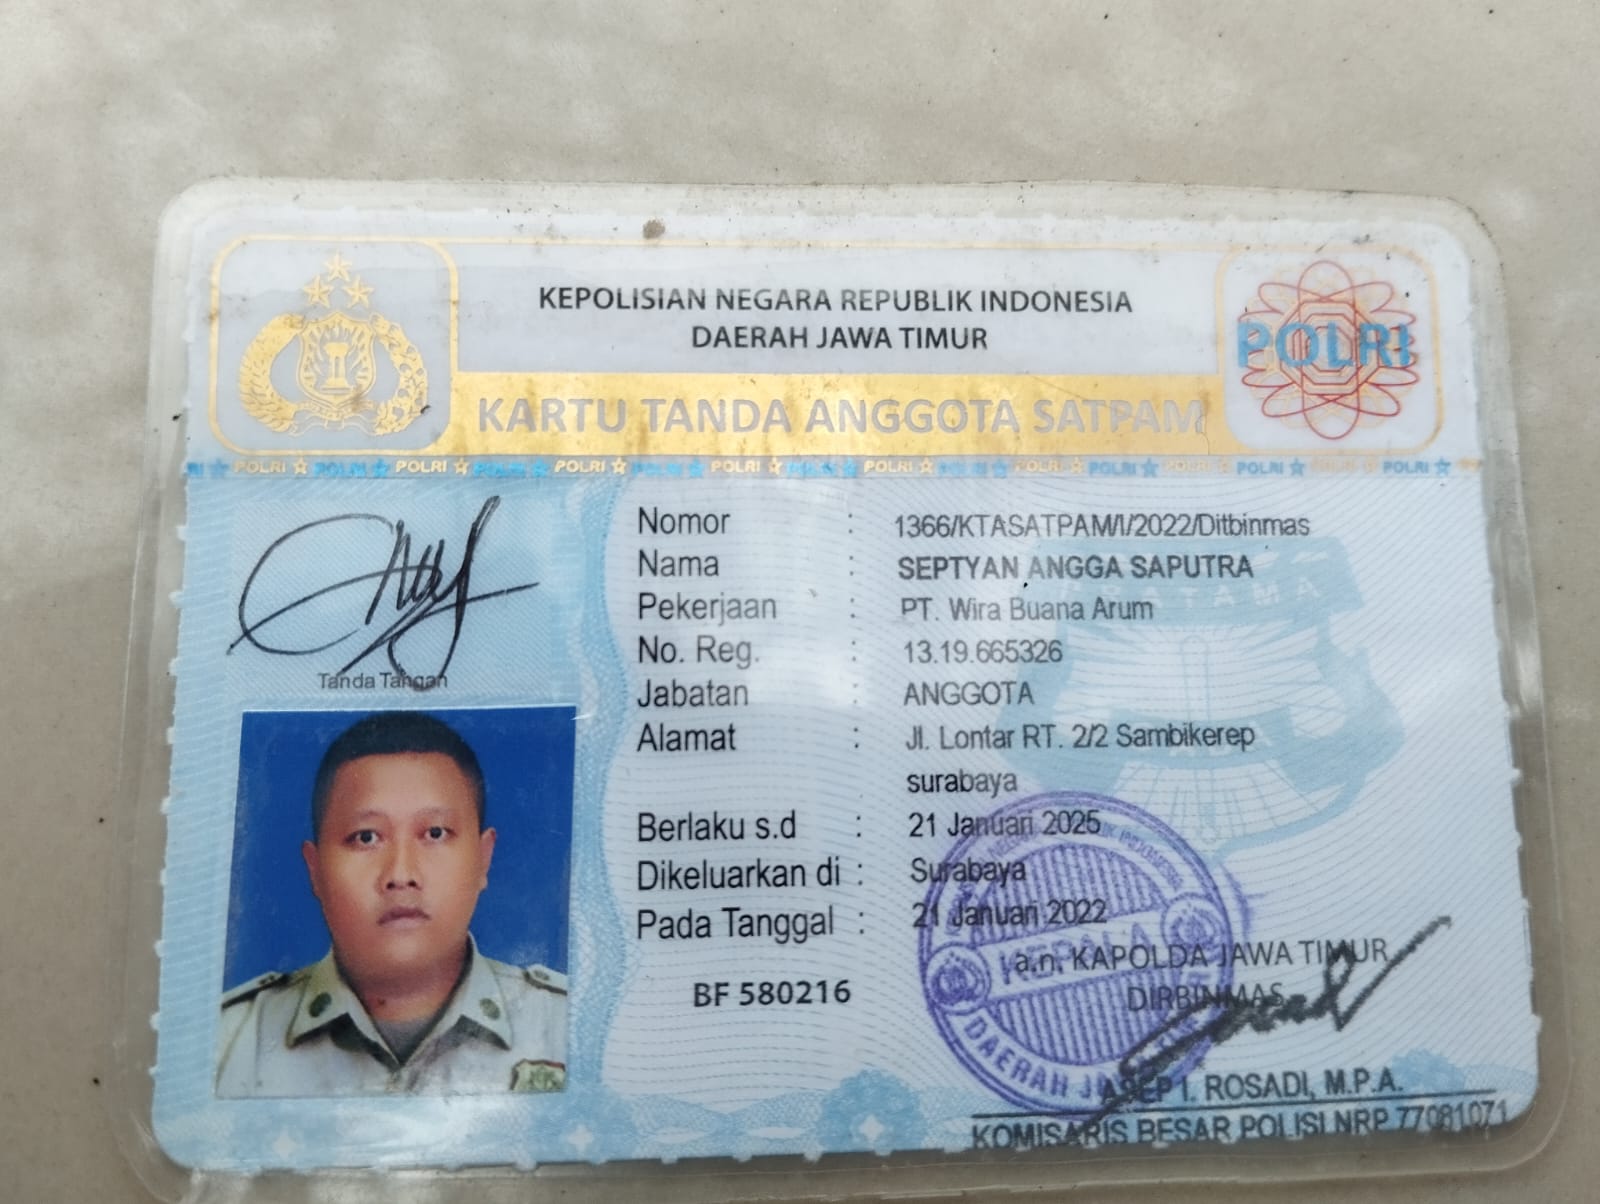 KEPOLISIAN NEGARA REPUBLIK INDONESIA
DAERAH JAWA TIMUR
POLRI
KARTU TANDA ANGGOTA SATPAM
POLRI POLRI POLRI POLRI POLRI POLRI POLRI POLRI POLRI POLRI POLRI POLRI POLRI POLRI POLRI
Tanda Tangan
Nomor : 1366/KTASATPAM/I/2022/Ditbinmas
Nama : SEPTYAN ANGGA SAPUTRA
Pekerjaan : PT. Wira Buana Arum
No. Reg. : 13.19.665326
Jabatan : ANGGOTA
Alamat : Jl. Lontar RT. 2/2 Sambikerep
surabaya
Berlaku s.d : 21 Januari 2025
Dikeluarkan di : Surabaya
Pada Tanggal : 21 Januari 2022
BF 580216
a.n. KAPOLDA JAWA TIMUR
DIRBINMAS
KEPALA
DAERAH
ASEP I. ROSADI, M.P.A.
KOMISARIS BESAR POLISI NRP 77081071